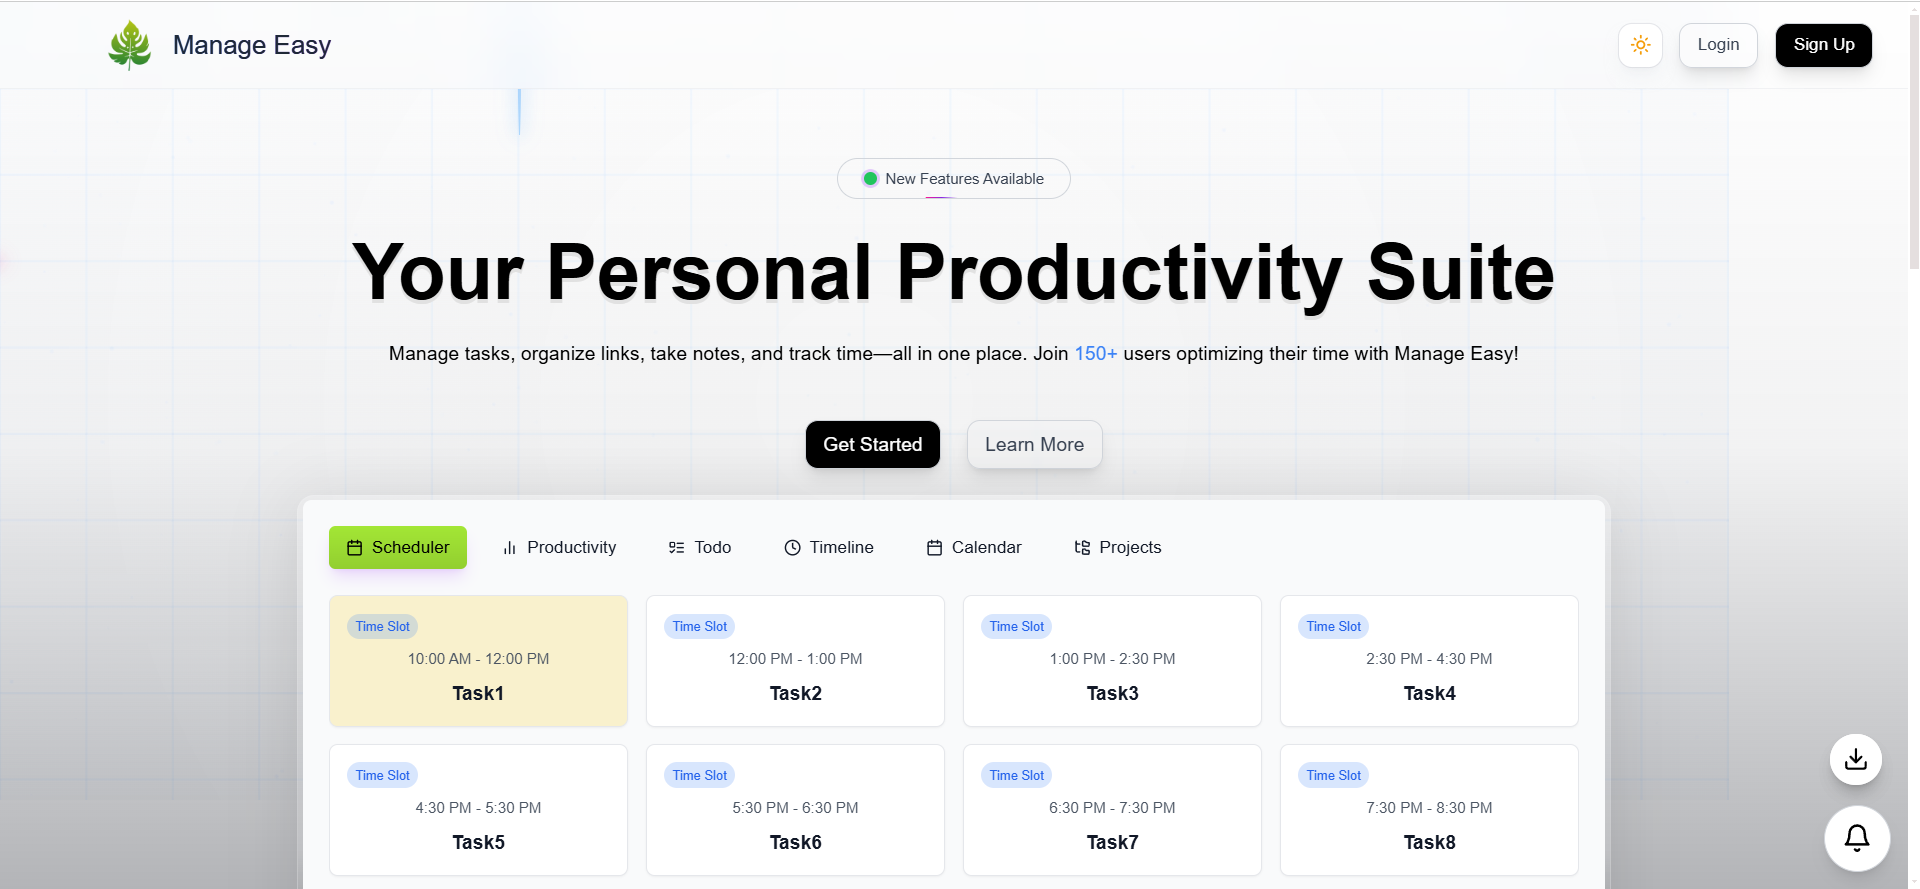 Manage Easy
Login
Sign Up
New Features Available
Your Personal Productivity Suite
Manage tasks, organize links, take notes, and track time—all in one place. Join 150+ users optimizing their time with Manage Easy!
Get Started
Learn More
Scheduler
Productivity
Todo
Timeline
Calendar
Projects
Time Slot
10:00 AM - 12:00 PM
Task1
Time Slot
12:00 PM - 1:00 PM
Task2
Time Slot
1:00 PM - 2:30 PM
Task3
Time Slot
2:30 PM - 4:30 PM
Task4
Time Slot
4:30 PM - 5:30 PM
Task5
Time Slot
5:30 PM - 6:30 PM
Task6
Time Slot
6:30 PM - 7:30 PM
Task7
Time Slot
7:30 PM - 8:30 PM
Task8